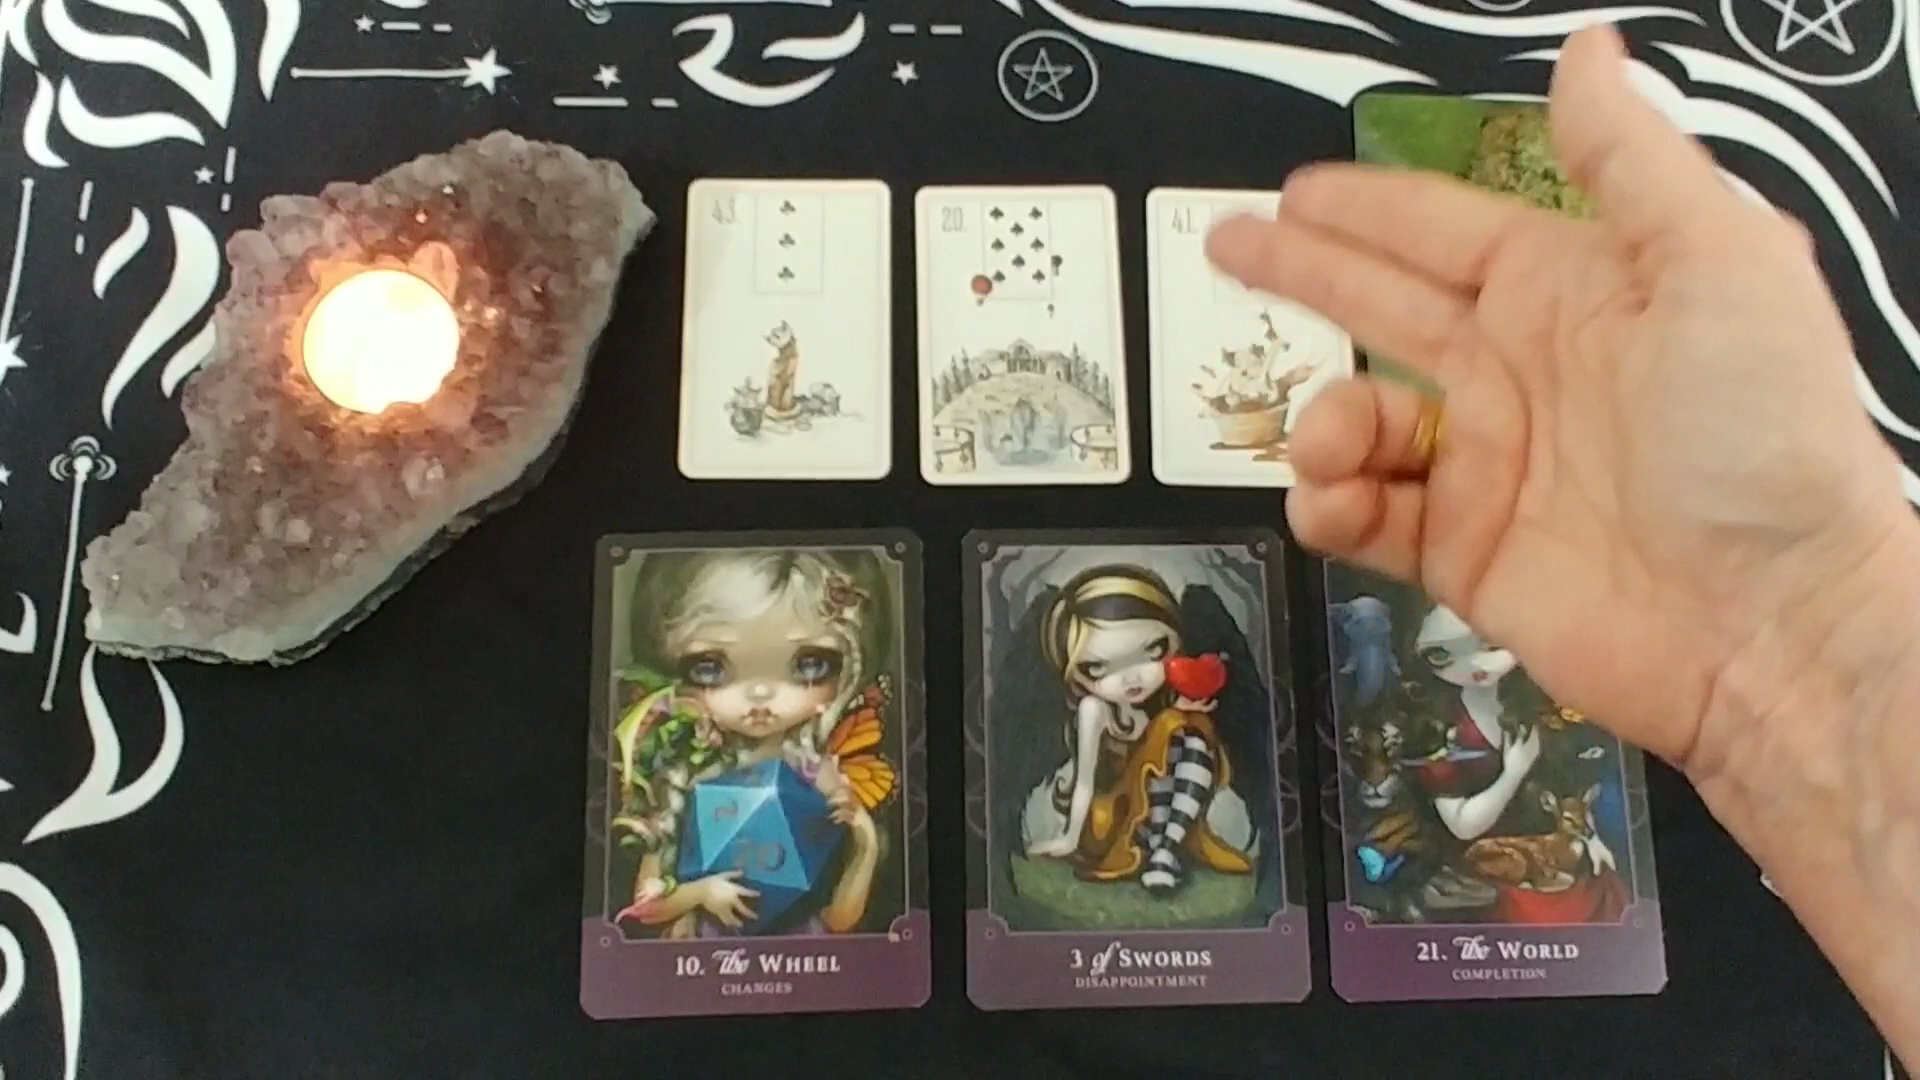 43.
20.
41.
10. The WHEEL
CHANGES
3 of SWORDS
DISAPPOINTMENT
21. The WORLD
COMPLETION